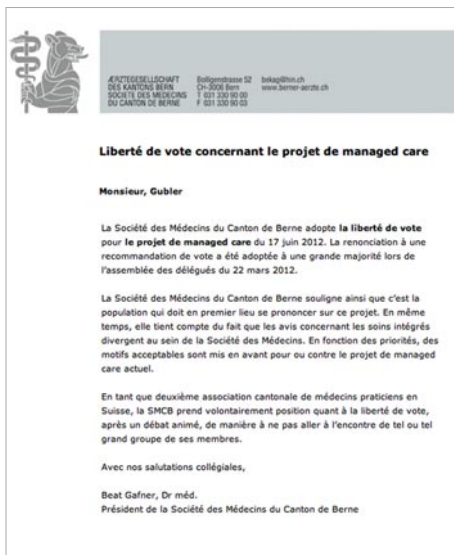 ÆRZTEGESELLSCHAFT
DES KANTONS BERN
SOCIETE DES MEDECINS
DU CANTON DE BERNE
Bolligenstrasse 52
CH-3006 Bern
T 031 330 90 00
F 031 330 90 03
bekag@hin.ch
www.berner-aerzte.ch
Liberté de vote concernant le projet de managed care
Monsieur, Gubler
La Société des Médecins du Canton de Berne adopte la liberté de vote
pour le projet de managed care du 17 juin 2012. La renonciation à une
recommandation de vote a été adoptée à une grande majorité lors de
l'assemblée des délégués du 22 mars 2012.
La Société des Médecins du Canton de Berne souligne ainsi que c'est la
population qui doit en premier lieu se prononcer sur ce projet. En même
temps, elle tient compte du fait que les avis concernant les soins intégrés
divergent au sein de la Société des Médecins. En fonction des priorités, des
motifs acceptables sont mis en avant pour ou contre le projet de managed
care actuel.
En tant que deuxième association cantonale de médecins praticiens en
Suisse, la SMCB prend volontairement position quant à la liberté de vote,
après un débat animé, de manière à ne pas aller à l'encontre de tel ou tel
grand groupe de ses membres.
Avec nos salutations collégiales,
Beat Gafner, Dr méd.
Président de la Société des Médecins du Canton de Berne